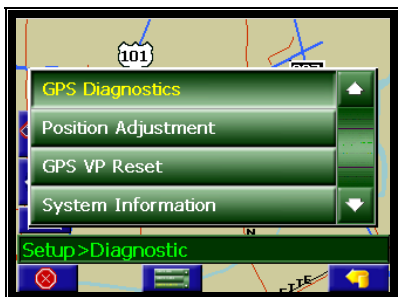 101
GPS Diagnostics
Position Adjustment
GPS VP Reset
System Information
N
Setup>Diagnostic